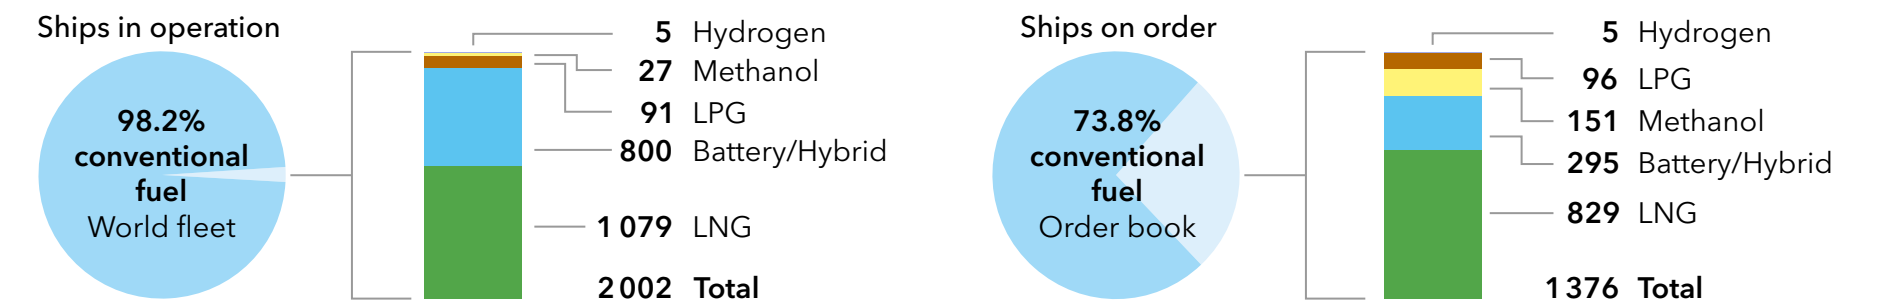 Ships in operation
98.2%
conventional
fuel
World fleet
5 Hydrogen
27 Methanol
91 LPG
800 Battery/Hybrid
1 079 LNG
2 002 Total
Ships on order
73.8%
conventional
fuel
Order book
5 Hydrogen
96 LPG
151 Methanol
295 Battery/Hybrid
829 LNG
1 376 Total